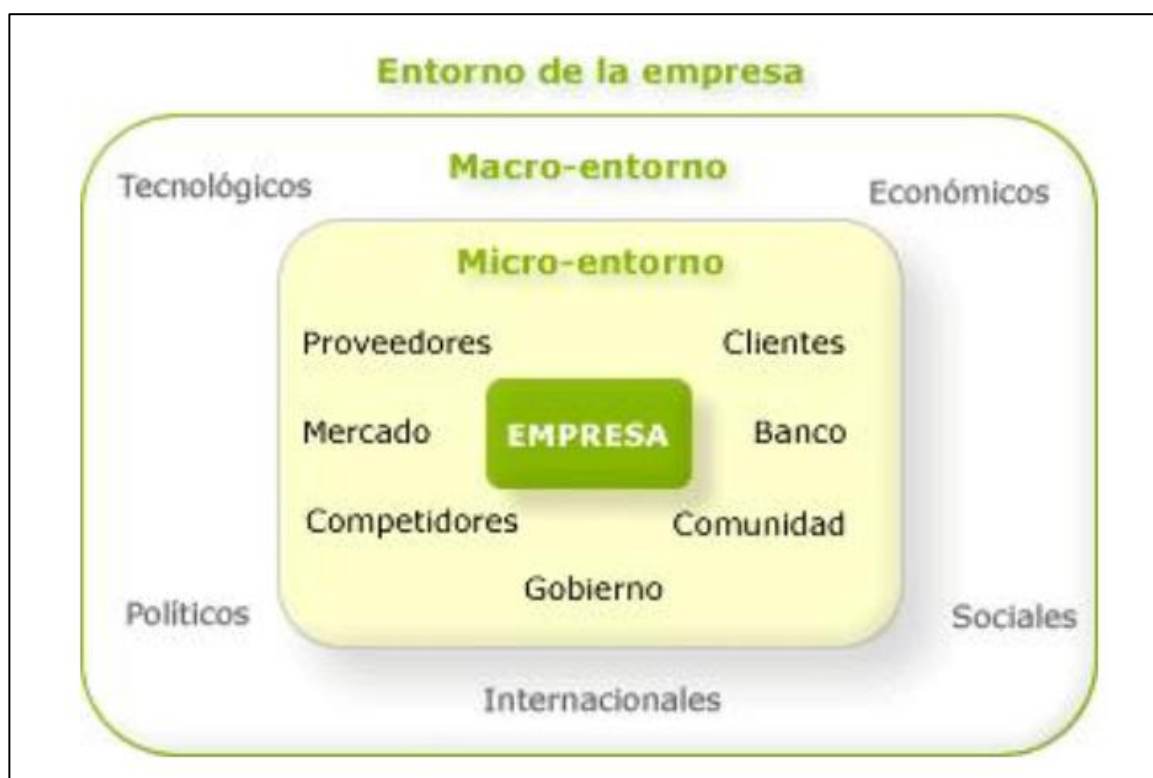 Entorno de la empresa
Macro-entorno
Tecnológicos
Económicos
Micro-entorno
Proveedores
Clientes
Mercado
EMPRESA
Banco
Competidores
Comunidad
Gobierno
Políticos
Sociales
Internacionales